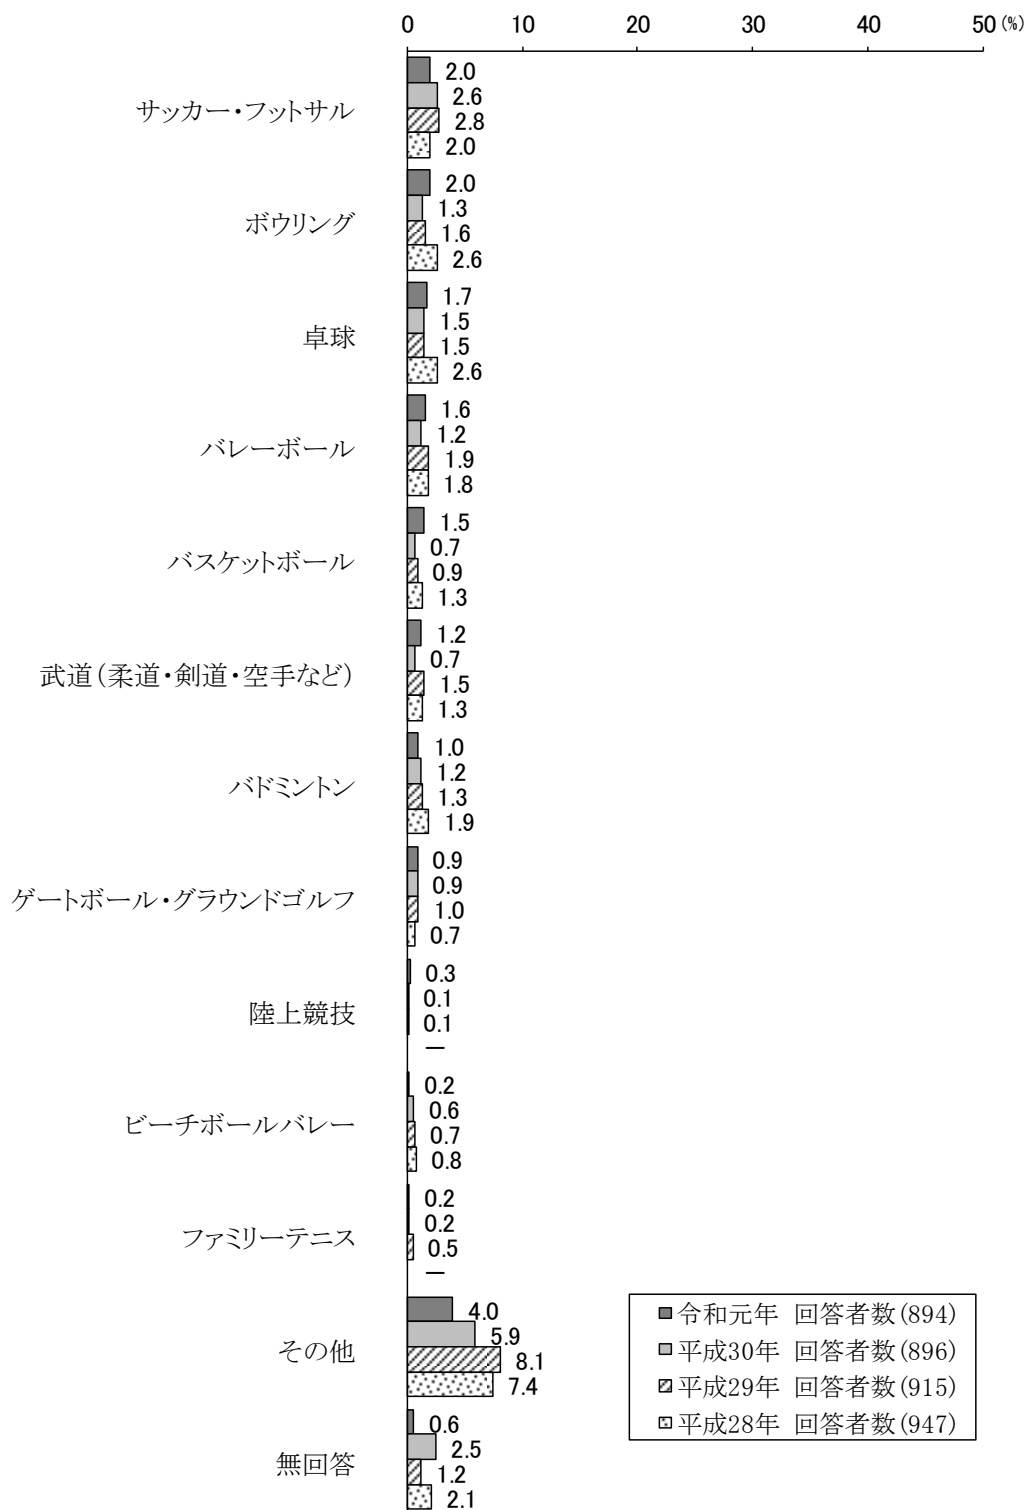 0 10 20 30 40 50 (%)
サッカー・フットサル
2.0
2.6
2.8
2.0
ボウリング
2.0
1.3
1.6
2.6
卓球
1.7
1.5
1.5
2.6
バレーボール
1.6
1.2
1.9
1.8
バスケットボール
1.5
0.7
0.9
1.3
武道(柔道・剣道・空手など)
1.2
0.7
1.5
1.3
バドミントン
1.0
1.2
1.3
1.9
ゲートボール・グラウンドゴルフ
0.9
0.9
1.0
0.7
陸上競技
0.3
0.1
0.1
―
ビーチボールバレー
0.2
0.6
0.7
0.8
ファミリーテニス
0.2
0.2
0.5
―
その他
4.0
5.9
8.1
7.4
無回答
0.6
2.5
1.2
2.1
令和元年 回答者数(894)
平成30年 回答者数(896)
平成29年 回答者数(915)
平成28年 回答者数(947)